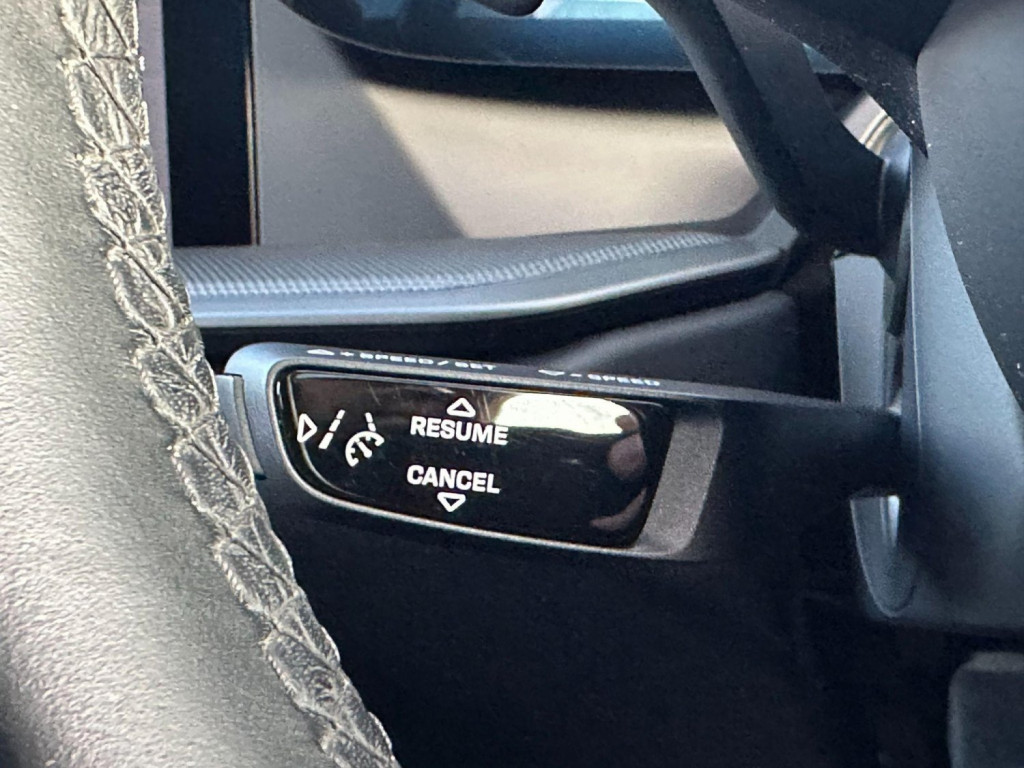 + SPEED/SET
- SPEED
RESUME
CANCEL